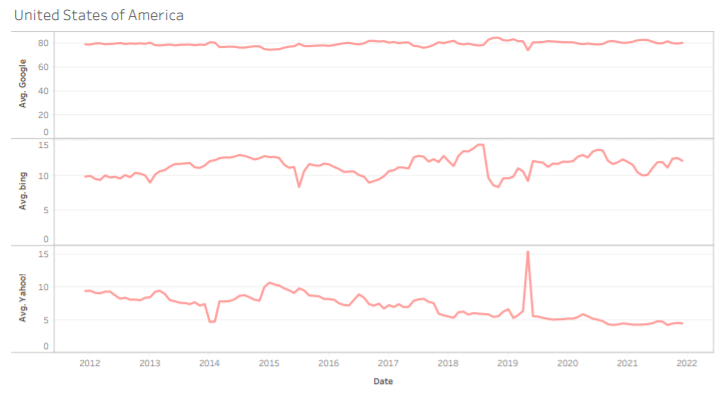 United States of America
Avg. Google
80
60
40
20
0
Avg. bing
15
10
5
0
Avg. Yahoo!
15
10
5
0
2012 2013 2014 2015 2016 2017 2018 2019 2020 2021 2022
Date